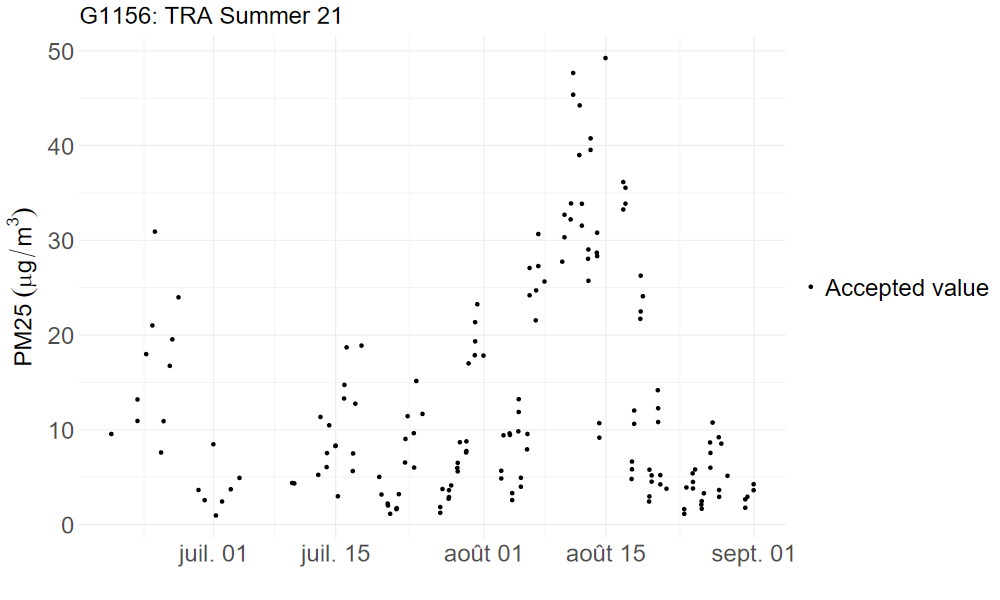 G1156: TRA Summer 21
50
40
30
20
10
0
PM25 (μg/m³)
juil. 01
juil. 15
août 01
août 15
sept. 01
Accepted value